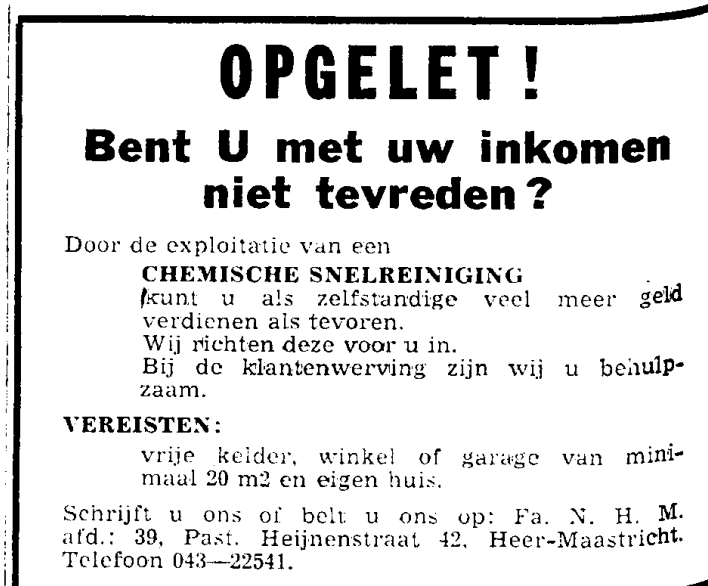 OPGELET!
Bent U met uw inkomen
niet tevreden?
Door de exploitatie van een
CHEMISCHE SNELREINIGING
kunt u als zelfstandige veel meer geld
verdienen als tevoren.
Wij richten deze voor u in.
Bij de klantenwerving zijn wij u behulp-
zaam.
VEREISTEN:
vrije kelder, winkel of garage van mini-
maal 20 m2 en eigen huis.
Schrijft u ons of belt u ons op: Fa. N. H. M.
afd.: 39, Past. Heijnenstraat 42, Heer-Maastricht.
Telefoon 043—22541.